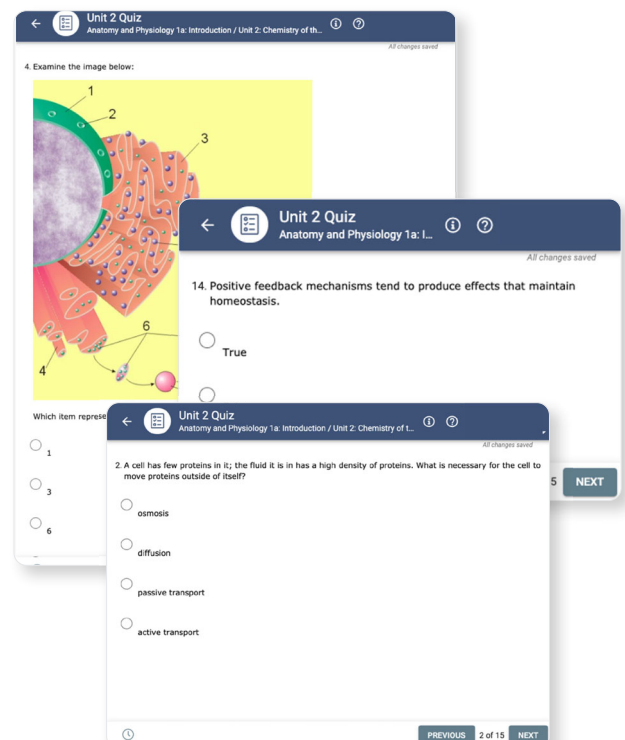 Unit 2 Quiz
Anatomy and Physiology 1a: Introduction / Unit 2: Chemistry of th...
All changes saved
4. Examine the image below:
1
2
3
6
4
Which item represe
1
3
6
Unit 2 Quiz
Anatomy and Physiology 1a: I...
All changes saved
14. Positive feedback mechanisms tend to produce effects that maintain
homeostasis.
True
5 NEXT
Unit 2 Quiz
Anatomy and Physiology 1a: Introduction / Unit 2: Chemistry of t...
All changes saved
2. A cell has few proteins in it; the fluid it is in has a high density of proteins. What is necessary for the cell to
move proteins outside of itself?
osmosis
diffusion
passive transport
active transport
PREVIOUS 2 of 15 NEXT